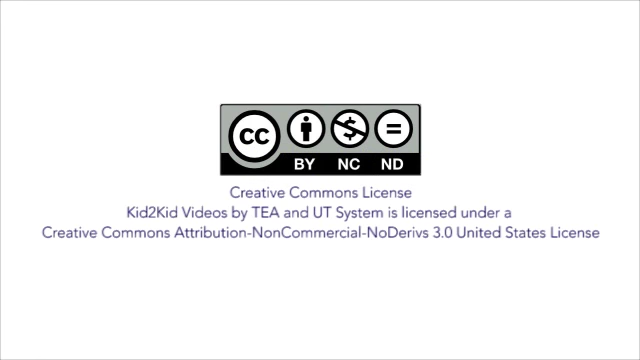 cc
BY NC ND
Creative Commons License
Kid2Kid Videos by TEA and UT System is licensed under a
Creative Commons Attribution-NonCommercial-NoDerivs 3.0 United States License